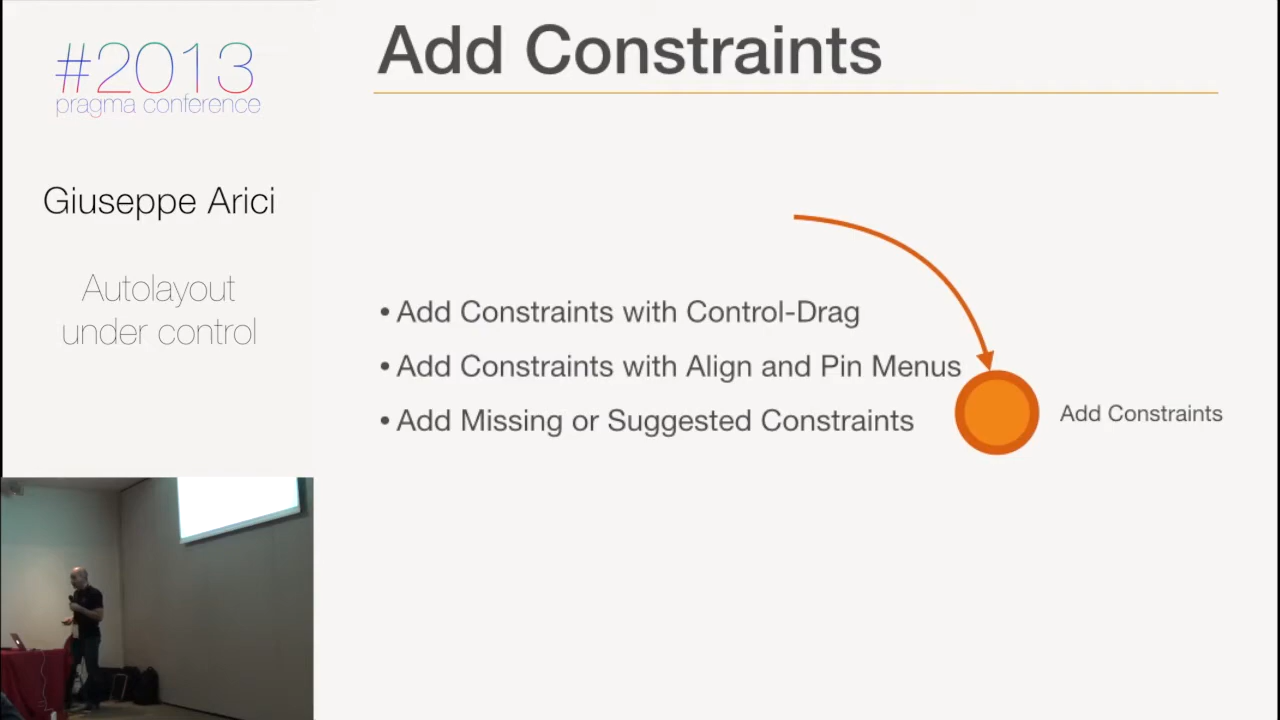 #2013
pragma conference
Giuseppe Arici
Autolayout
under control
Add Constraints
• Add Constraints with Control-Drag
• Add Constraints with Align and Pin Menus
• Add Missing or Suggested Constraints
Add Constraints